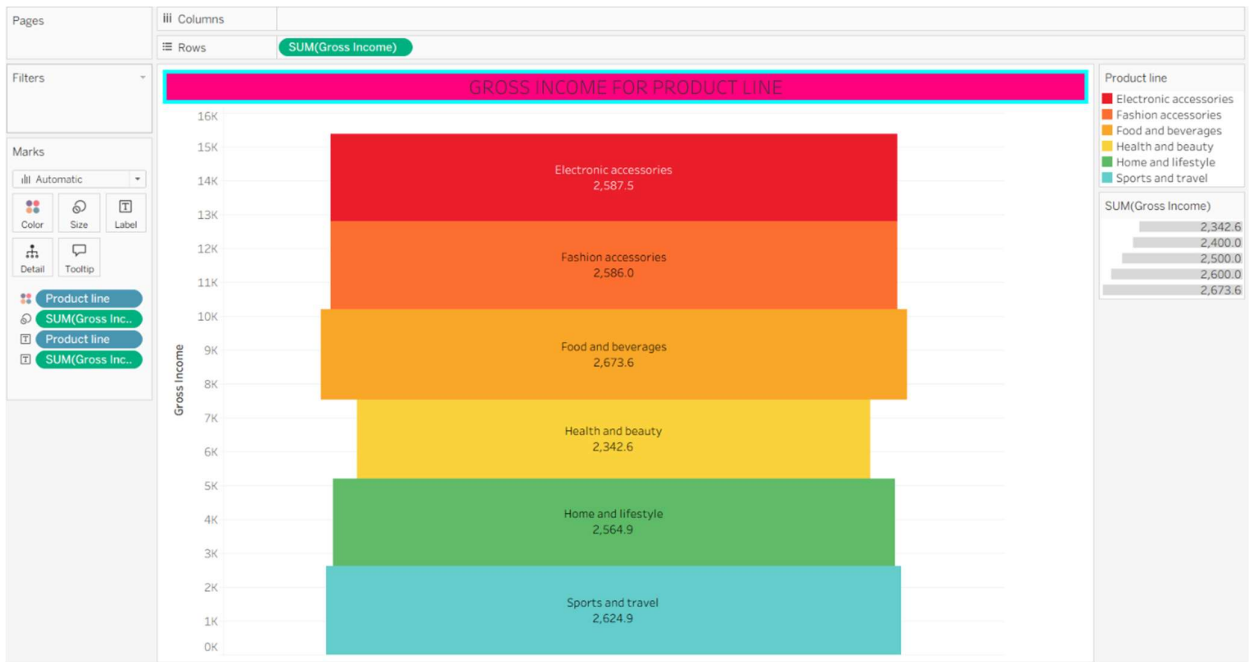 Pages
Columns
Rows
SUM(Gross Income)
Filters
Marks
Automatic
Color
Size
Label
Detail
Tooltip
Product line
SUM(Gross Inc..
Product line
SUM(Gross Inc..
GROSS INCOME FOR PRODUCT LINE
Gross Income
16K
15K
14K
13K
12K
11K
10K
9K
8K
7K
6K
5K
4K
3K
2K
1K
0K
Electronic accessories
2,587.5
Fashion accessories
2,586.0
Food and beverages
2,673.6
Health and beauty
2,342.6
Home and lifestyle
2,564.9
Sports and travel
2,624.9
Product line
Electronic accessories
Fashion accessories
Food and beverages
Health and beauty
Home and lifestyle
Sports and travel
SUM(Gross Income)
2,342.6
2,400.0
2,500.0
2,600.0
2,673.6